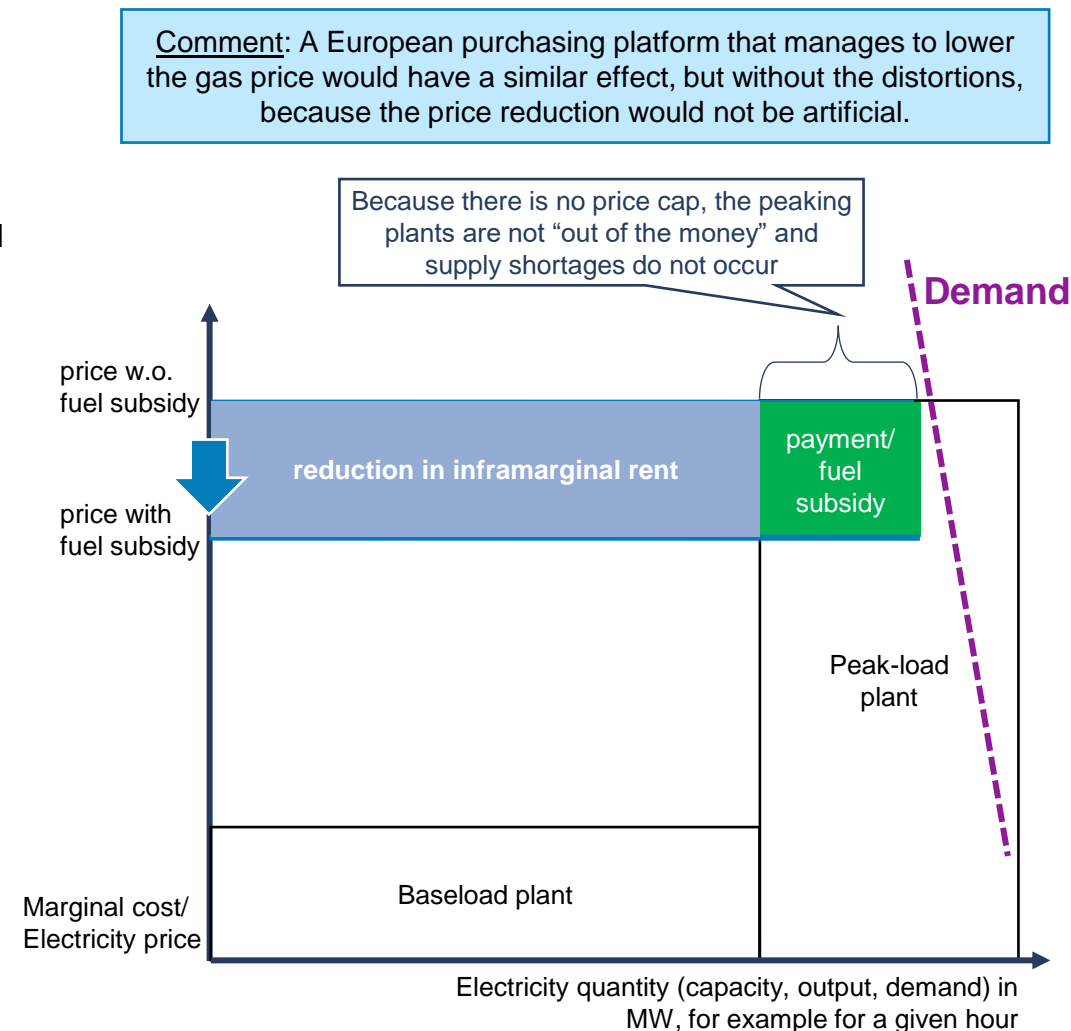 Comment: A European purchasing platform that manages to lower
the gas price would have a similar effect, but without the distortions,
because the price reduction would not be artificial.
Because there is no price cap, the peaking
plants are not “out of the money” and
supply shortages do not occur
Demand
price w.o.
fuel subsidy
reduction in inframarginal rent
payment/
fuel
subsidy
price with
fuel subsidy
Peak-load
plant
Baseload plant
Marginal cost/
Electricity price
Electricity quantity (capacity, output, demand) in
MW, for example for a given hour